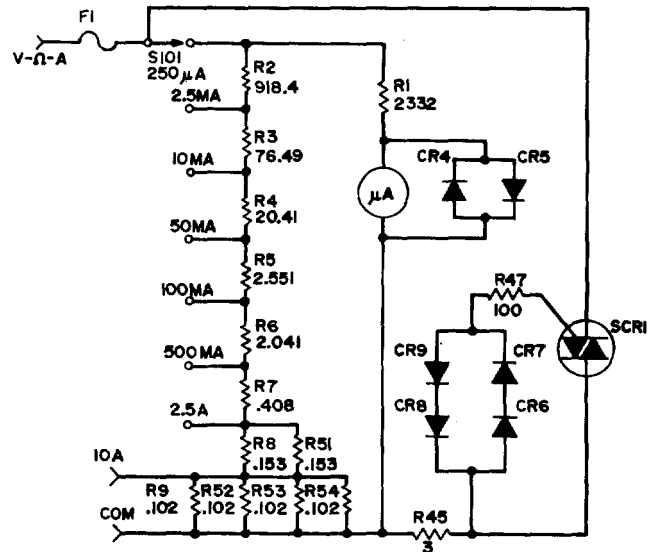 F1
V-Ω-A
S101
250 μA
R2
918.4
R1
2332
2.5MA
R3
76.49
CR4
CR5
10MA
μA
R4
20.41
50MA
R5
2.551
R47
100
100MA
SCR1
R6
2.041
CR9
CR7
500MA
R7
.408
CR8
CR6
2.5A
R8
.153
R51
.153
10A
R9
.102
R52
.102
R53
.102
R54
.102
COM
R45
3